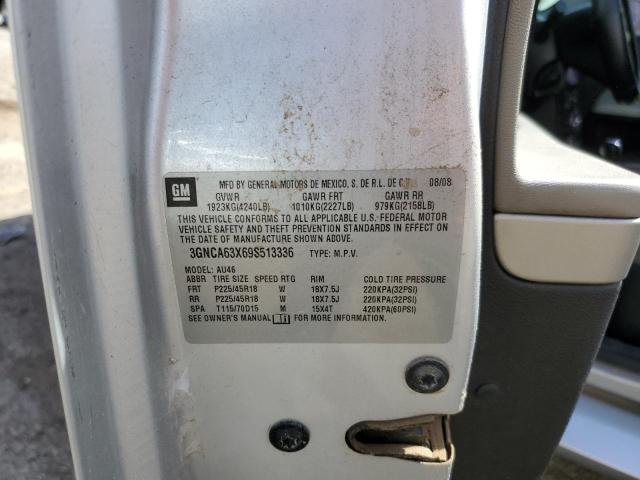 GM
MFD BY GENERAL MOTORS DE MEXICO, S. DE R.L. DE C.V. 08/08
GVWR GAWR FRT GAWR RR
1923KG(4240LB) 1010KG(2227LB) 979KG(2158LB)
THIS VEHICLE CONFORMS TO ALL APPLICABLE U.S. FEDERAL MOTOR
VEHICLE SAFETY AND THEFT PREVENTION STANDARDS IN EFFECT ON
THE DATE OF MANUFACTURE SHOWN ABOVE.
3GNCA63X69S513336 TYPE: M.P.V.
MODEL: AU46
ABBR TIRE SIZE SPEED RTG RIM COLD TIRE PRESSURE
FRT P225/45R18 W 18X7.5J 220KPA(32PSI)
RR P225/45R18 W 18X7.5J 220KPA(32PSI)
SPA T115/70D15 M 15X4T 420KPA(60PSI)
SEE OWNER'S MANUAL FOR ADDITIONAL INFORMATION.